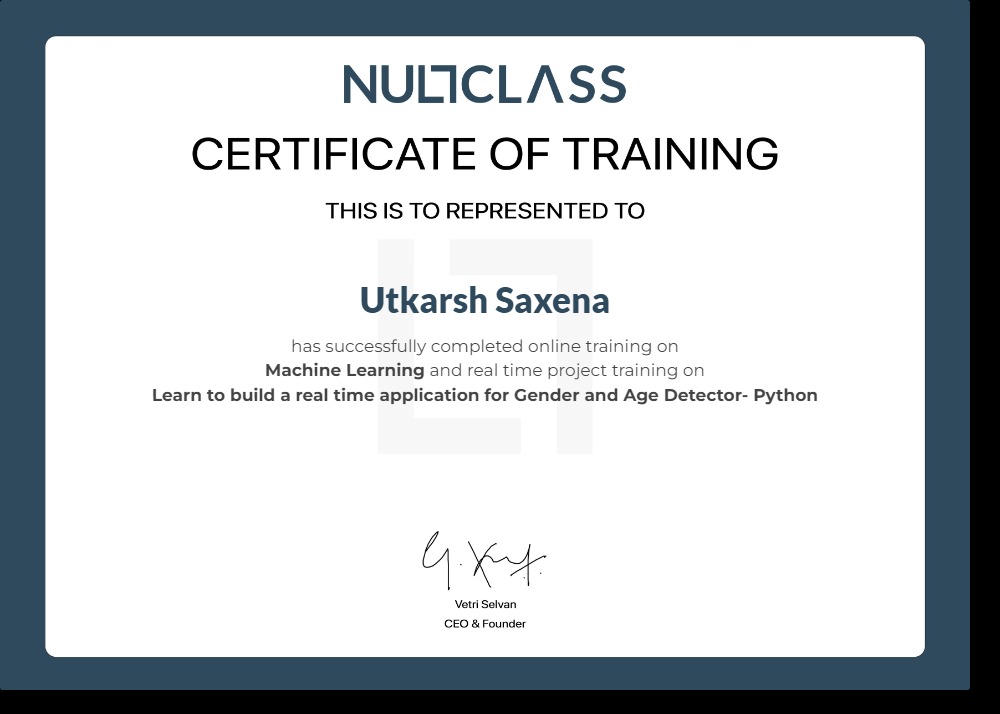 NULLCLASS
CERTIFICATE OF TRAINING
THIS IS TO REPRESENTED TO
Utkarsh Saxena
has successfully completed online training on
Machine Learning and real time project training on
Learn to build a real time application for Gender and Age Detector- Python
Vetri Selvan
CEO & Founder